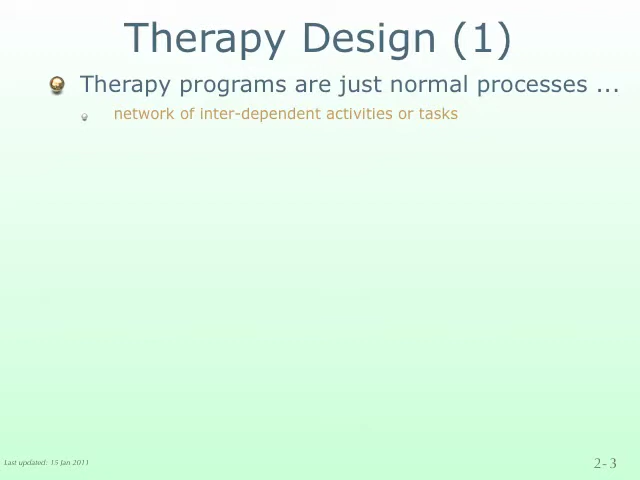 Therapy Design (1)
Therapy programs are just normal processes ...
network of inter-dependent activities or tasks
Last updated: 15 Jan 2011
2- 3